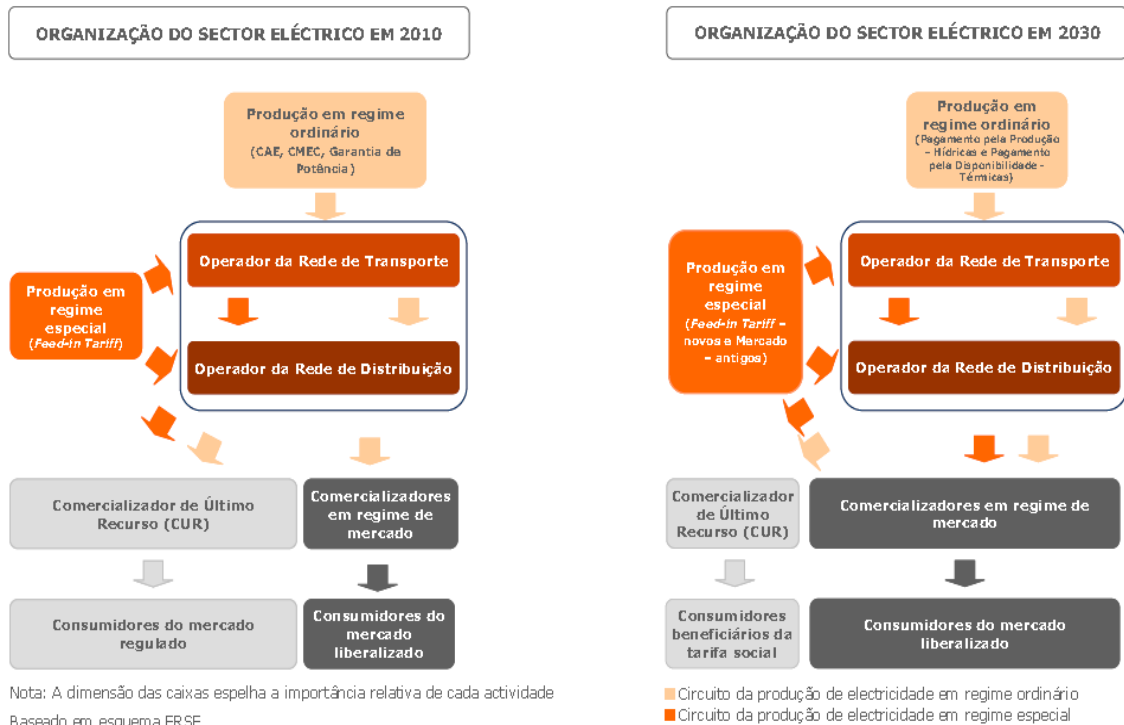 ORGANIZAÇÃO DO SECTOR ELÉCTRICO EM 2010
Produção em regime
ordinário
(CAE, CMEC, Garantia de
Potência)
Operador da Rede de Transporte
Produção em
regime
especial
(Feed-in Tariff)
Operador da Rede de Distribuição
Comercializador de Último
Recurso (CUR)
Comercializadores
em regime de
mercado
Consumidores do mercado
regulado
Consumidores do
mercado
liberalizado
Nota: A dimensão das caixas espelha a importância relativa de cada actividade
Baseado em esquema ERSE
ORGANIZAÇÃO DO SECTOR ELÉCTRICO EM 2030
Produção em
regime ordinário
(Pagamento pela Produção
– Hídricas e Pagamento
pela Disponibilidade -
Térmicas)
Operador da Rede de Transporte
Produção em
regime
especial
(Feed-in Tariff –
novos e Mercado
– antigos)
Operador da Rede de Distribuição
Comercializador
de Último
Recurso (CUR)
Comercializadores em regime de
mercado
Consumidores
beneficiários da
tarifa social
Consumidores do mercado
liberalizado
Circuito da produção de electricidade em regime ordinário
Circuito da produção de electricidade em regime especial